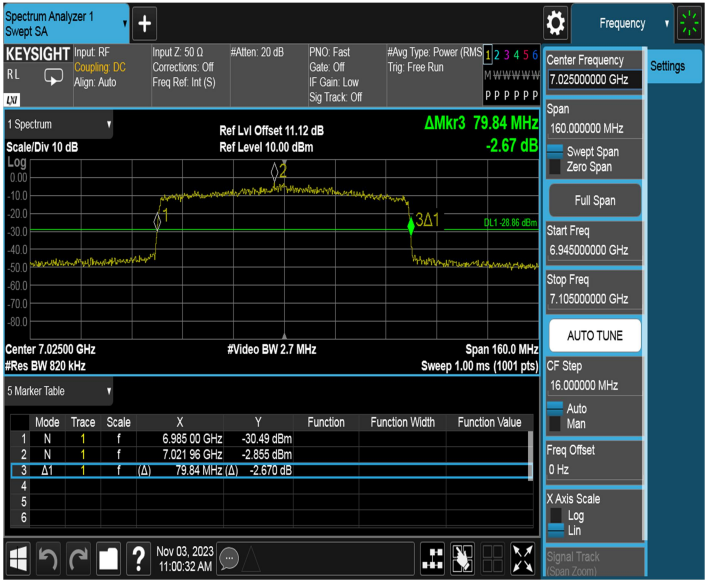 Spectrum Analyzer 1
Swept SA
Frequency
KEYSIGHT
RL
LXI
Input: RF
Coupling: DC
Align: Auto
Input Z: 50 Ω
Corrections: Off
Freq Ref: Int (S)
#Atten: 20 dB
PNO: Fast
Gate: Off
IF Gain: Low
Sig Track: Off
#Avg Type: Power (RMS
Trig: Free Run
1 2 3 4 5 6
M W W W W W
P P P P P P
1 Spectrum
Scale/Div 10 dB
Ref Lvl Offset 11.12 dB
Ref Level 10.00 dBm
ΔMkr3 79.84 MHz
-2.67 dB
Log
0.00
-10.0
-20.0
-30.0
-40.0
-50.0
-60.0
-70.0
-80.0
2
1
3Δ1
DL1 -28.86 dBm
Center 7.02500 GHz
#Video BW 2.7 MHz
Span 160.0 MHz
#Res BW 820 kHz
Sweep 1.00 ms (1001 pts)
5 Marker Table
Mode Trace Scale X Y Function Function Width Function Value
1 N 1 f 6.985 00 GHz -30.49 dBm
2 N 1 f 7.021 96 GHz -2.855 dBm
3 Δ1 1 f (Δ) 79.84 MHz (Δ) -2.670 dB
4
5
6
?
Nov 03, 2023
11:00:32 AM
Center Frequency
7.025000000 GHz
Settings
Span
160.000000 MHz
Swept Span
Zero Span
Full Span
Start Freq
6.945000000 GHz
Stop Freq
7.105000000 GHz
AUTO TUNE
CF Step
16.000000 MHz
Auto
Man
Freq Offset
0 Hz
X Axis Scale
Log
Lin
Signal Track
(Span Zoom)